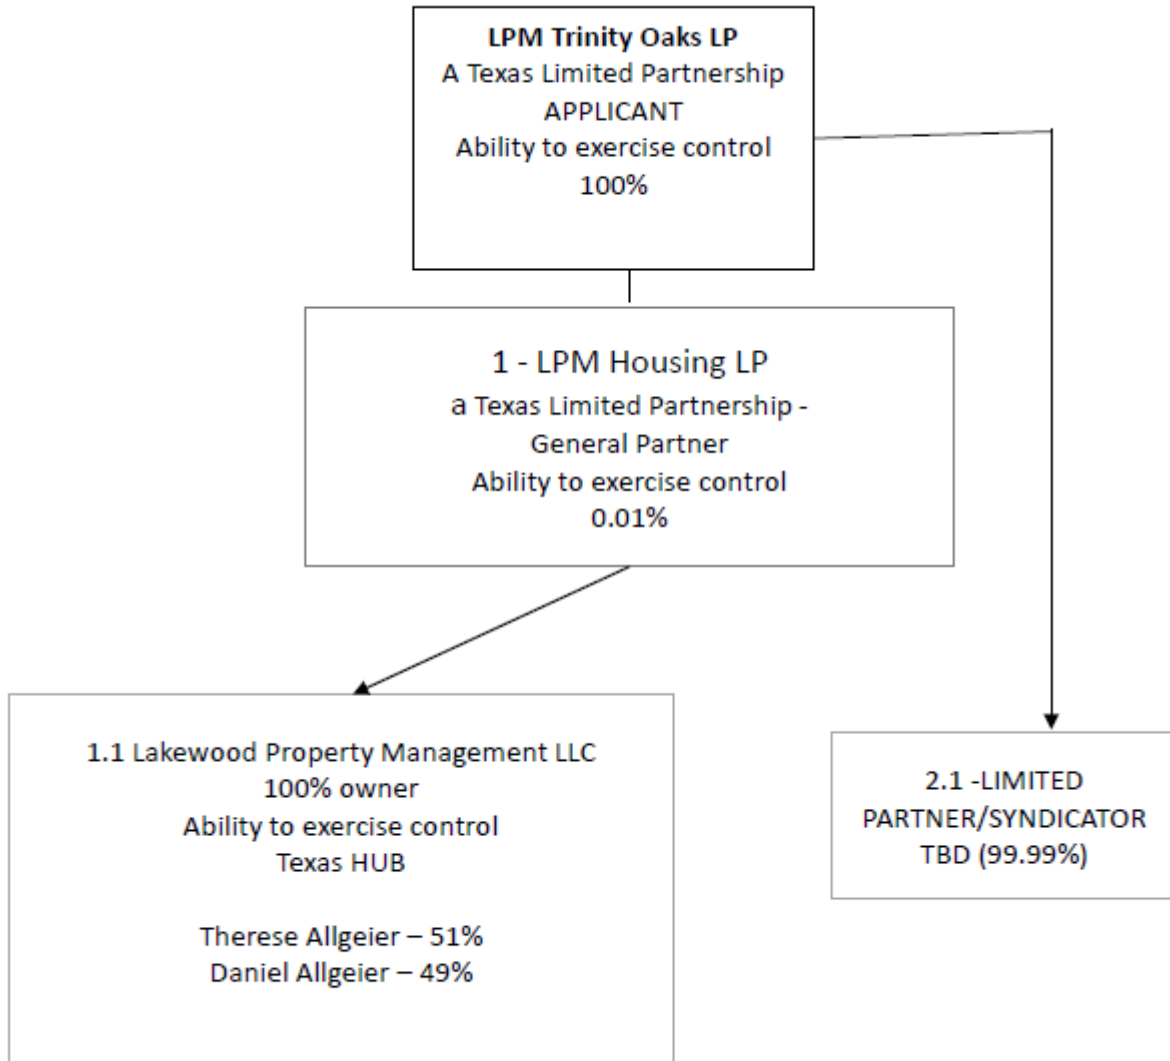 LPM Trinity Oaks LP
A Texas Limited Partnership
APPLICANT
Ability to exercise control
100%
1 - LPM Housing LP
a Texas Limited Partnership -
General Partner
Ability to exercise control
0.01%
1.1 Lakewood Property Management LLC
100% owner
Ability to exercise control
Texas HUB
Therese Allgeier – 51%
Daniel Allgeier – 49%
2.1 -LIMITED
PARTNER/SYNDICATOR
TBD (99.99%)